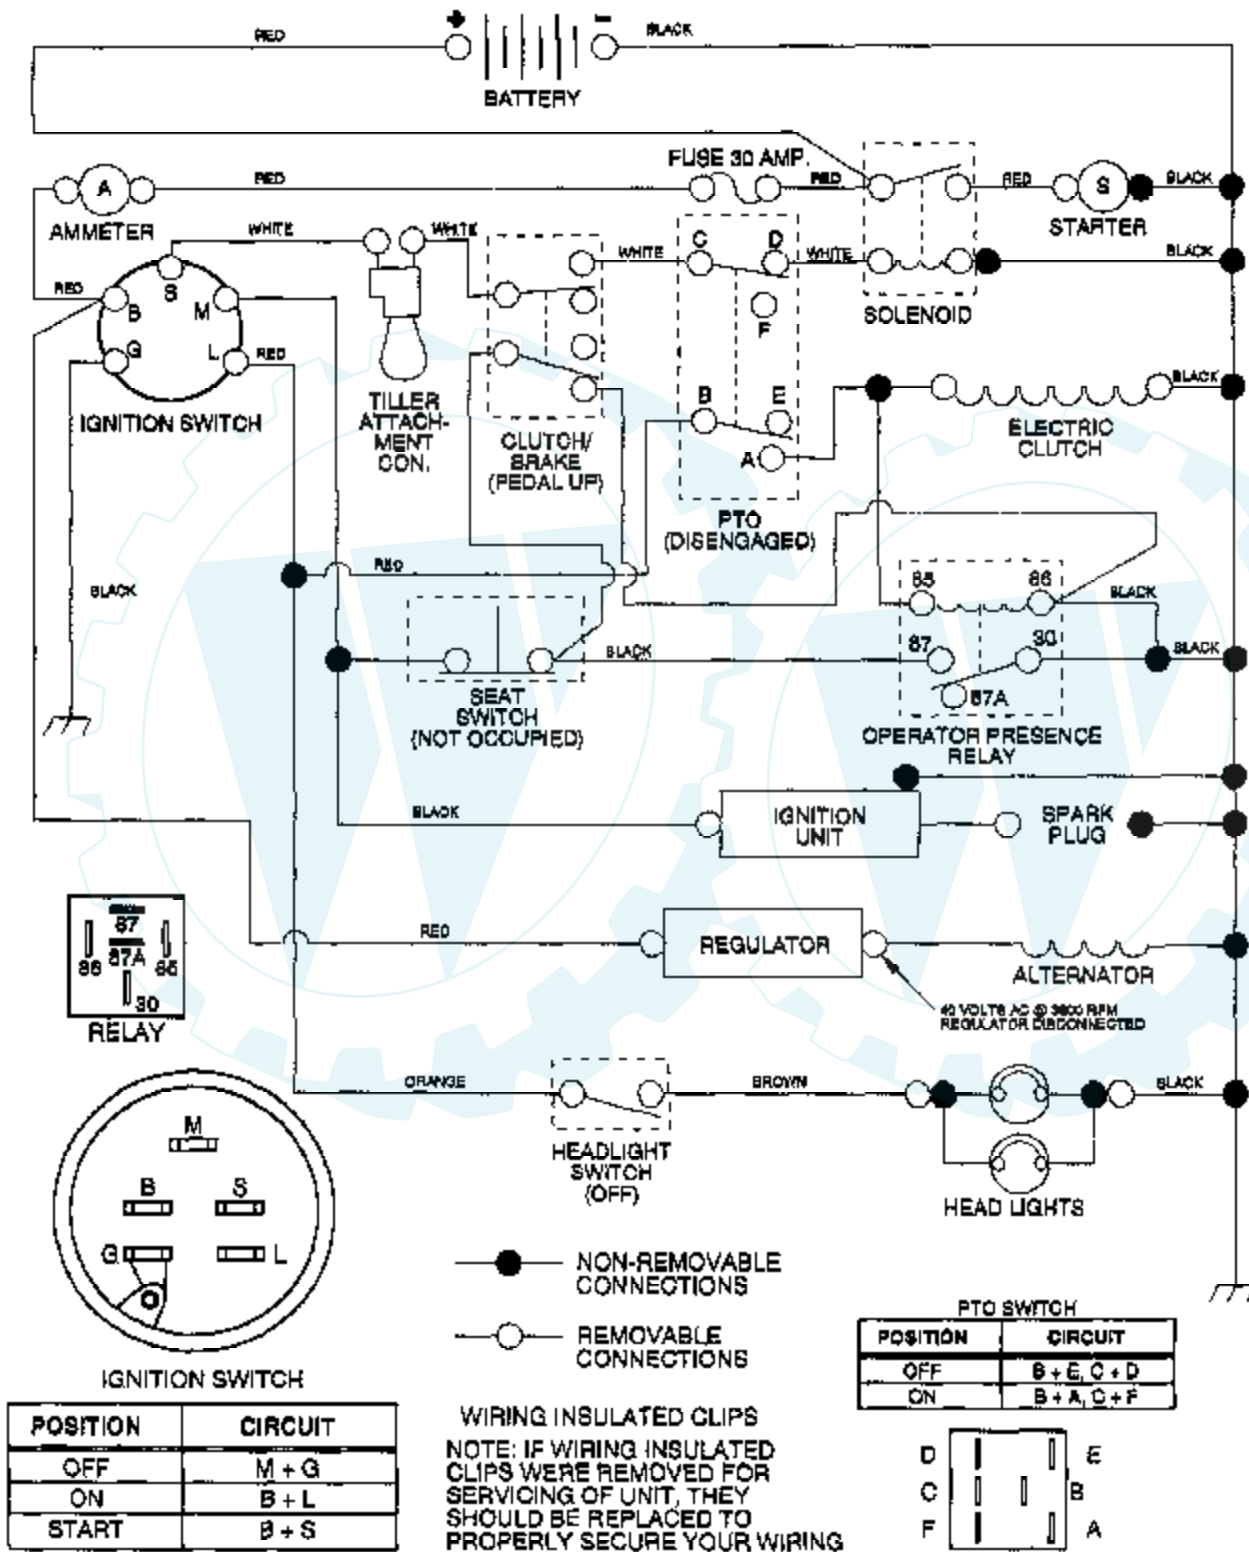 + -
RED
BLACK
BATTERY
FUSE 30 AMP.
A
RED
RED
RED
S
BLACK
AMMETER
STARTER
WHITE
WHITE
WHITE
C
D
WHITE
BLACK
RED
S
B
M
F
SOLENOID
G
L
RED
IGNITION SWITCH
TILLER
ATTACH-
MENT
CON.
CLUTCH/
BRAKE
(PEDAL UP)
B
E
A
BLACK
ELECTRIC
CLUTCH
PTO
(DISENGAGED)
RED
BLACK
85
86
BLACK
87
30
BLACK
BLACK
87A
SEAT
SWITCH
(NOT OCCUPIED)
OPERATOR PRESENCE
RELAY
BLACK
IGNITION
UNIT
SPARK
PLUG
87
87A
86
85
30
RELAY
RED
REGULATOR
ALTERNATOR
40 VOLTS AC @ 3600 RPM
REGULATOR DISCONNECTED
ORANGE
BROWN
BLACK
HEADLIGHT
SWITCH
(OFF)
HEAD LIGHTS
M
B
S
G
L
IGNITION SWITCH
NON-REMOVABLE
CONNECTIONS
REMOVABLE
CONNECTIONS
PTO SWITCH
POSITION CIRCUIT
OFF B + E, C + D
ON B + A, C + F
POSITION CIRCUIT
OFF M + G
ON B + L
START B + S
WIRING INSULATED CLIPS
NOTE: IF WIRING INSULATED
CLIPS WERE REMOVED FOR
SERVICING OF UNIT, THEY
SHOULD BE REPLACED TO
PROPERLY SECURE YOUR WIRING
D E
C B
F A